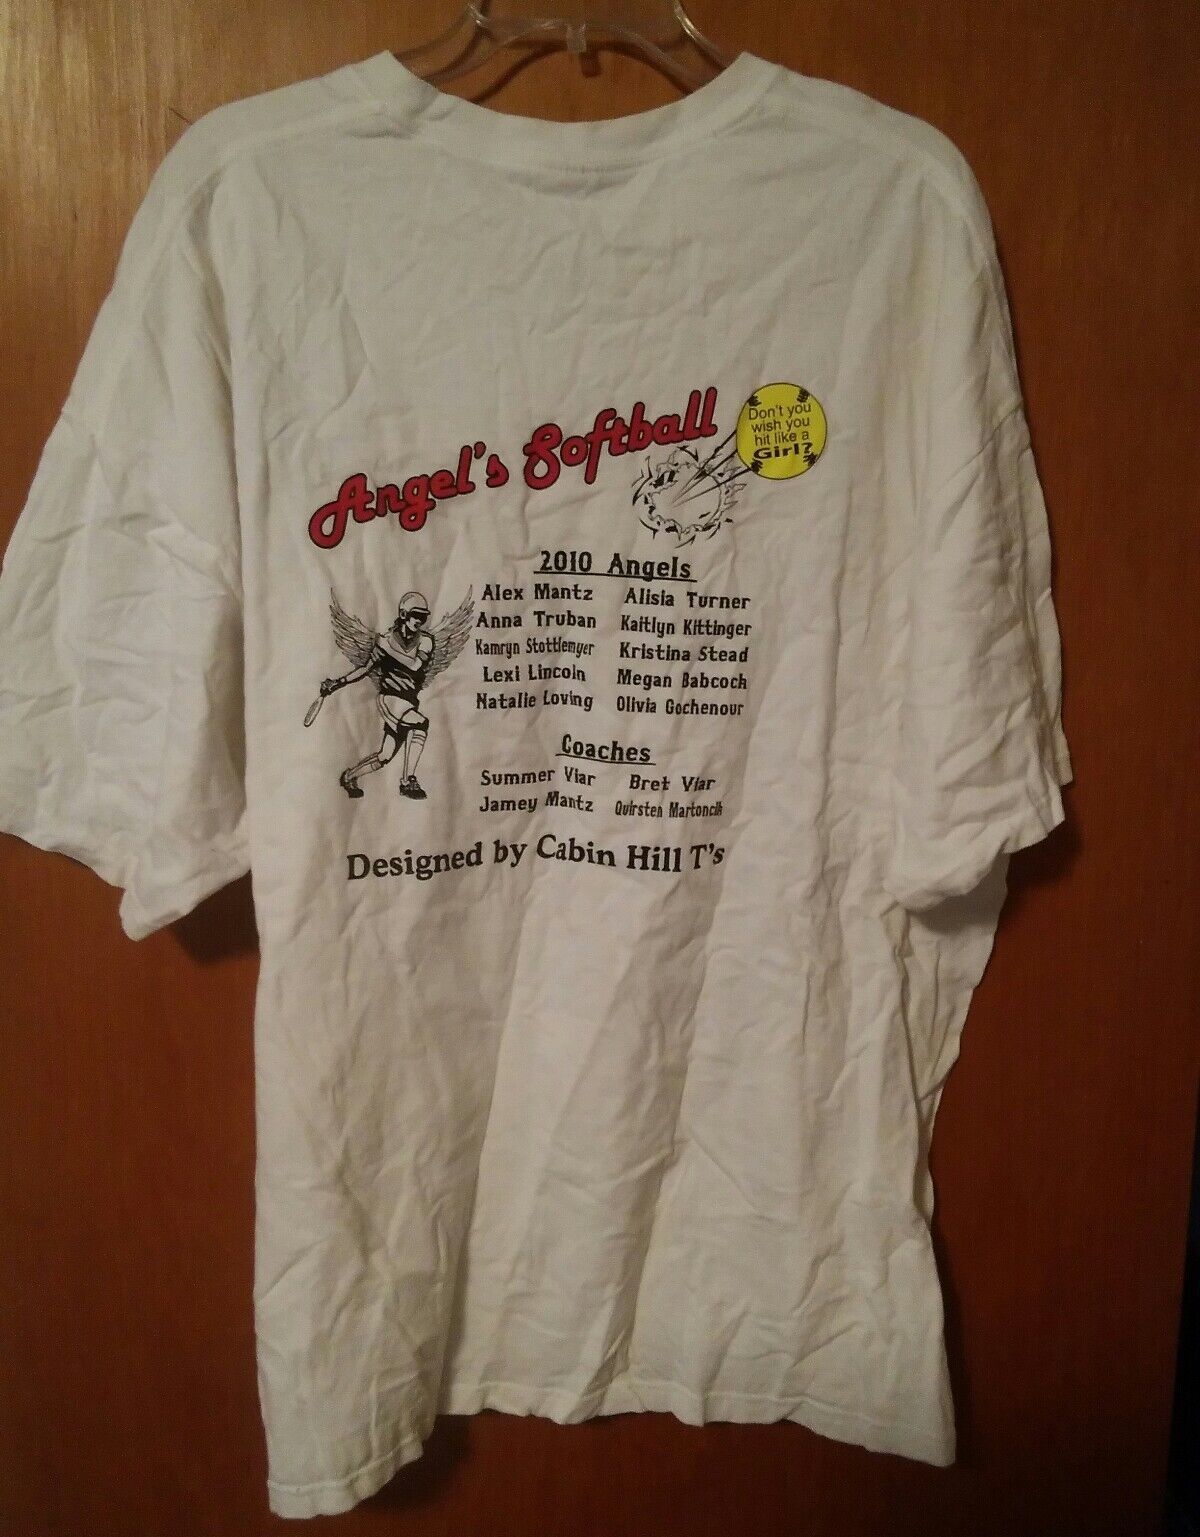 Angel's Softball
Don't you
wish you
hit like a
Girl?
2010 Angels
Alex Mantz Alisia Turner
Anna Truban Kaitlyn Kittinger
Kamryn Stottlemyer Kristina Stead
Lexi Lincoln Megan Babcoch
Natalie Loving Olivia Gochenour
Coaches
Summer Viar Bret Viar
Jamey Mantz Quirsten Martoncik
Designed by Cabin Hill T's